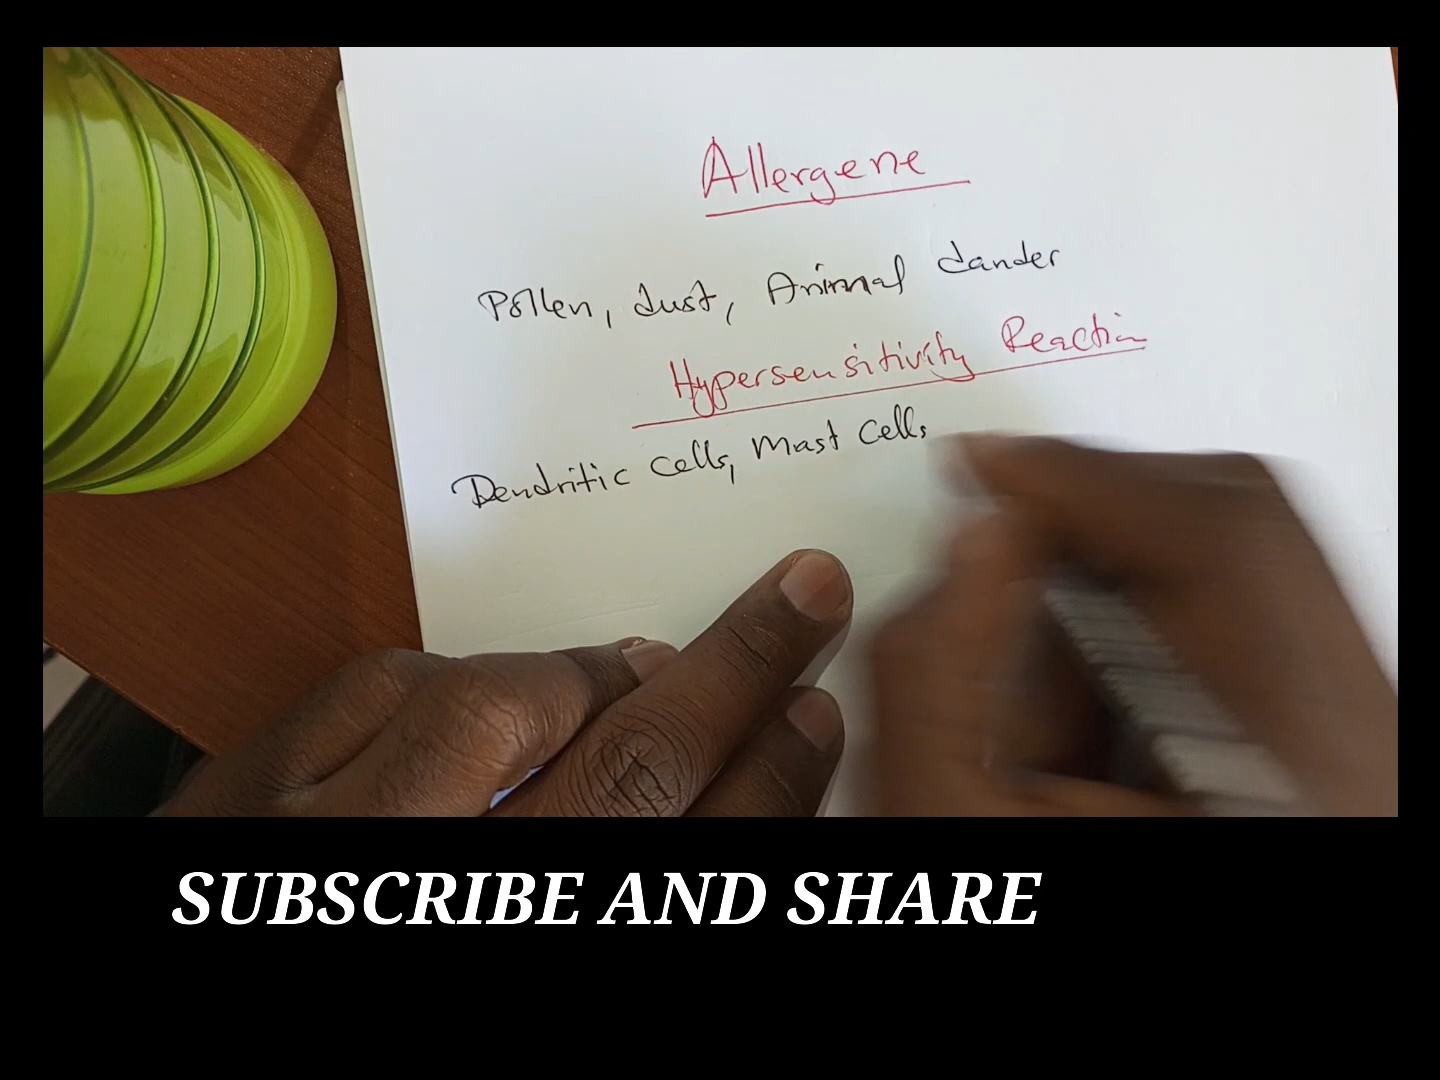 Allergene
Pollen, dust, Animal dander
Hypersensitivity Reaction
Dendritic cells, Mast cells
SUBSCRIBE AND SHARE